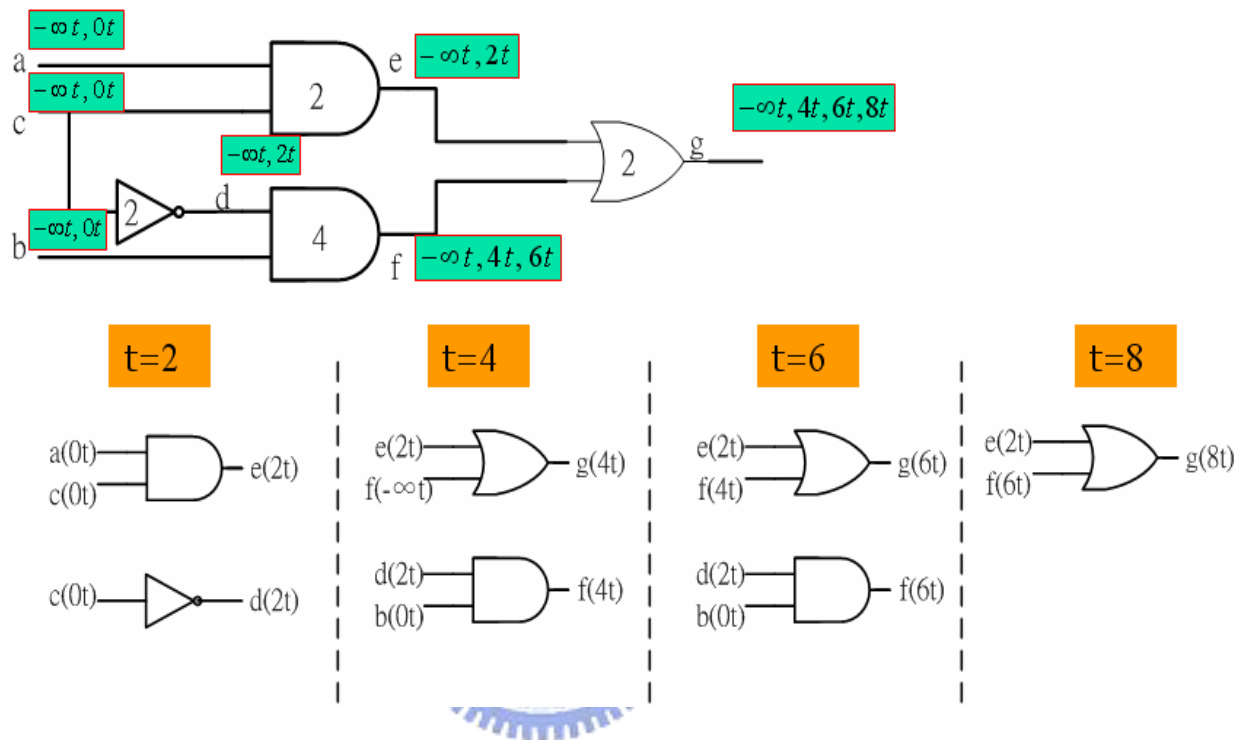 −∞t, 0t
a
−∞t, 0t
c
2
e
−∞t, 2t
−∞t, 4t, 6t, 8t
−∞t, 2t
g
2
−∞t, 0t
2
d
b
4
f
−∞t, 4t, 6t
t=2
t=4
t=6
t=8
a(0t)
c(0t)
e(2t)
e(2t)
f(-∞t)
g(4t)
e(2t)
f(4t)
g(6t)
e(2t)
f(6t)
g(8t)
c(0t)
d(2t)
d(2t)
b(0t)
f(4t)
d(2t)
b(0t)
f(6t)